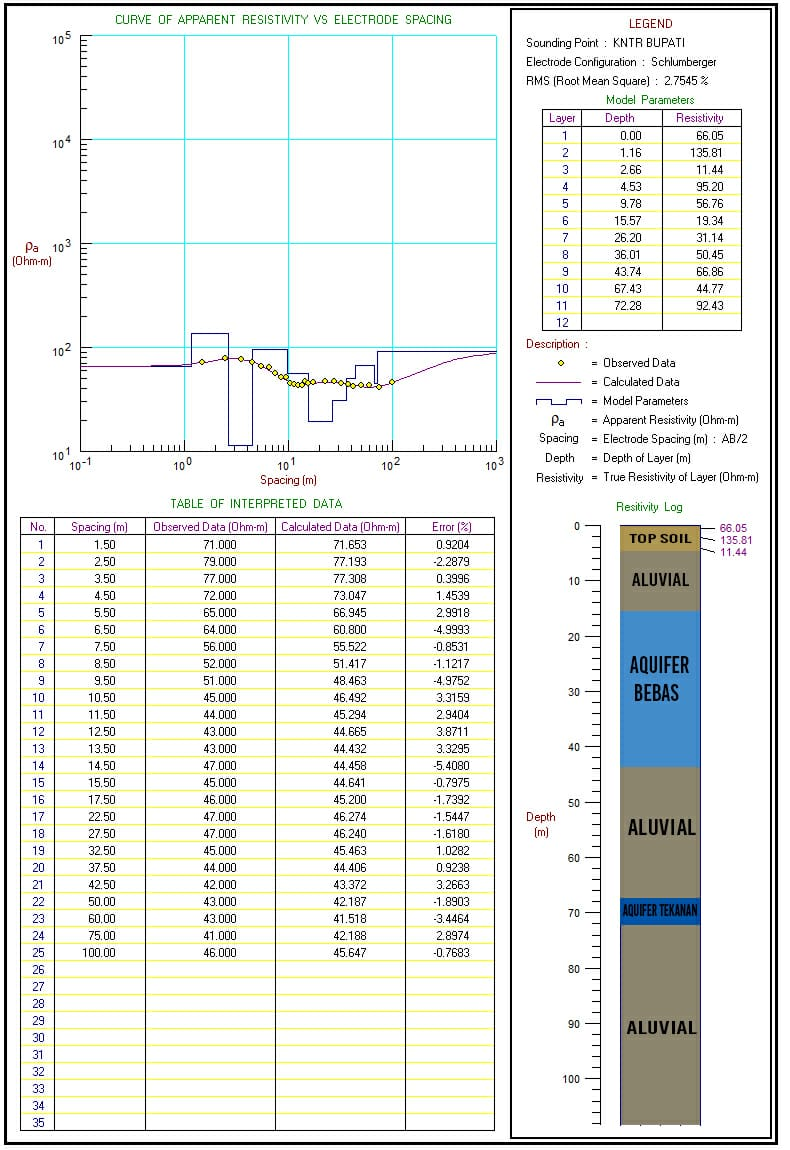 CURVE OF APPARENT RESISTIVITY VS ELECTRODE SPACING
10^5
10^4
ρa
(Ohm-m)
10^3
10^2
10^1
10^-1 10^0 10^1 10^2 10^3
Spacing (m)
TABLE OF INTERPRETED DATA
No. Spacing (m) Observed Data (Ohm-m) Calculated Data (Ohm-m) Error (%)
1 1.50 71.000 71.653 0.9204
2 2.50 79.000 77.193 -2.2879
3 3.50 77.000 77.308 0.3996
4 4.50 72.000 73.047 1.4539
5 5.50 65.000 66.945 2.9918
6 6.50 64.000 60.800 -4.9993
7 7.50 56.000 55.522 -0.8531
8 8.50 52.000 51.417 -1.1217
9 9.50 51.000 48.463 -4.9752
10 10.50 45.000 46.492 3.3159
11 11.50 44.000 45.294 2.9404
12 12.50 43.000 44.665 3.8711
13 13.50 43.000 44.432 3.3295
14 14.50 47.000 44.458 -5.4080
15 15.50 45.000 44.641 -0.7975
16 17.50 46.000 45.200 -1.7392
17 22.50 47.000 46.274 -1.5447
18 27.50 47.000 46.240 -1.6180
19 32.50 45.000 45.463 1.0282
20 37.50 44.000 44.406 0.9238
21 42.50 42.000 43.372 3.2663
22 50.00 43.000 42.187 -1.8903
23 60.00 43.000 41.518 -3.4464
24 75.00 41.000 42.188 2.8974
25 100.00 46.000 45.647 -0.7683
26
27
28
29
30
31
32
33
34
35
LEGEND
Sounding Point : KNTR BUPATI
Electrode Configuration : Schlumberger
RMS (Root Mean Square) : 2.7545 %
Model Parameters
Layer Depth Resistivity
1 0.00 66.05
2 1.16 135.81
3 2.66 11.44
4 4.53 95.20
5 9.78 56.76
6 15.57 19.34
7 26.20 31.14
8 36.01 50.45
9 43.74 66.86
10 67.43 44.77
11 72.28 92.43
12
Description :
= Observed Data
= Calculated Data
= Model Parameters
ρa = Apparent Resistivity (Ohm-m)
Spacing = Electrode Spacing (m) : AB/2
Depth = Depth of Layer (m)
Resistivity = True Resistivity of Layer (Ohm-m)
Resitivity Log
0
10
20
30
40
50
60
70
80
90
100
Depth
(m)
66.05
135.81
11.44
TOP SOIL
ALUVIAL
AQUIFER
BEBAS
ALUVIAL
AQUIFER TEKANAN
ALUVIAL